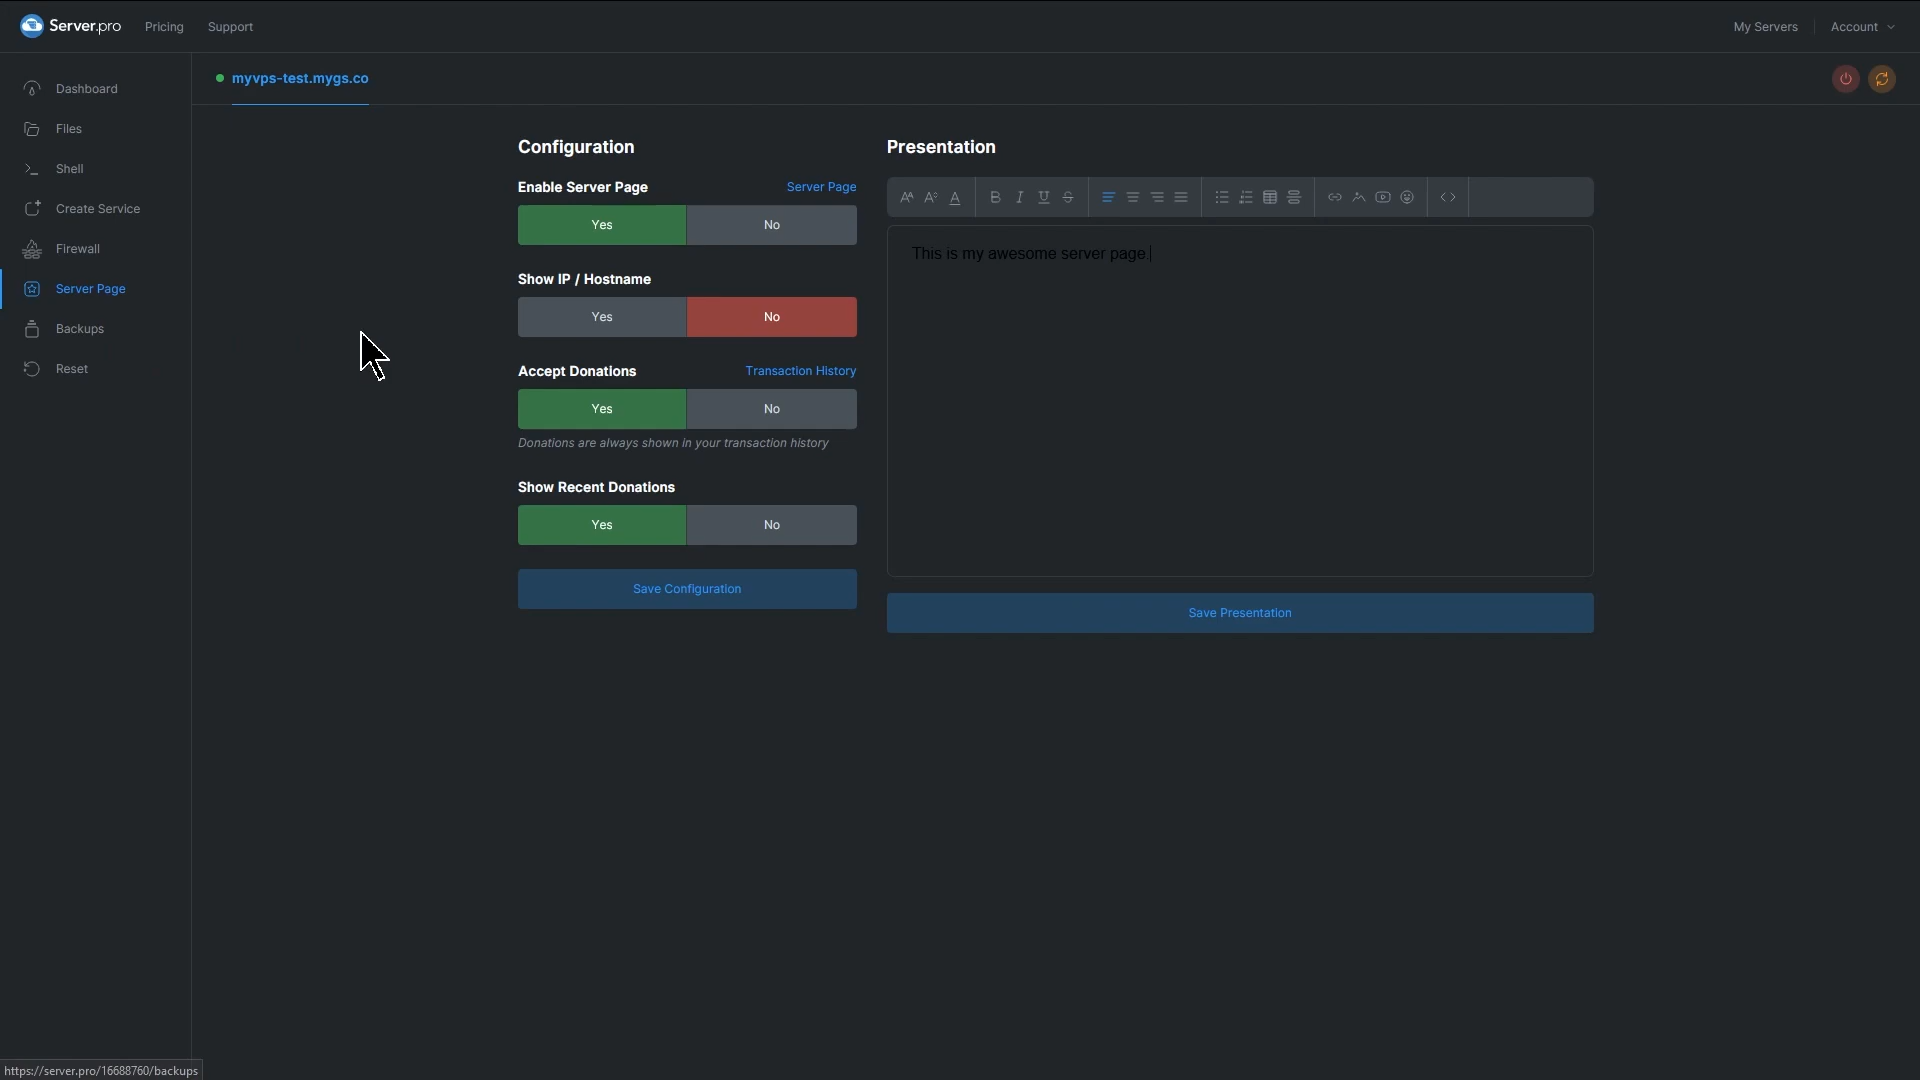 Server.pro
Pricing
Support
My Servers
Account
Dashboard
Files
Shell
Create Service
Firewall
Server Page
Backups
Reset
myvps-test.mygs.co
Configuration
Enable Server Page
Server Page
Yes
No
Show IP / Hostname
Yes
No
Accept Donations
Transaction History
Yes
No
Donations are always shown in your transaction history
Show Recent Donations
Yes
No
Save Configuration
Presentation
This is my awesome server page.
Save Presentation
https://server.pro/16688760/backups